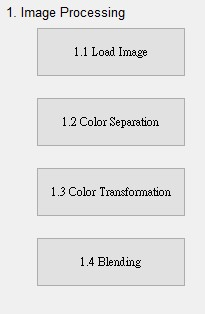 1. Image Processing
1.1 Load Image
1.2 Color Separation
1.3 Color Transformation
1.4 Blending